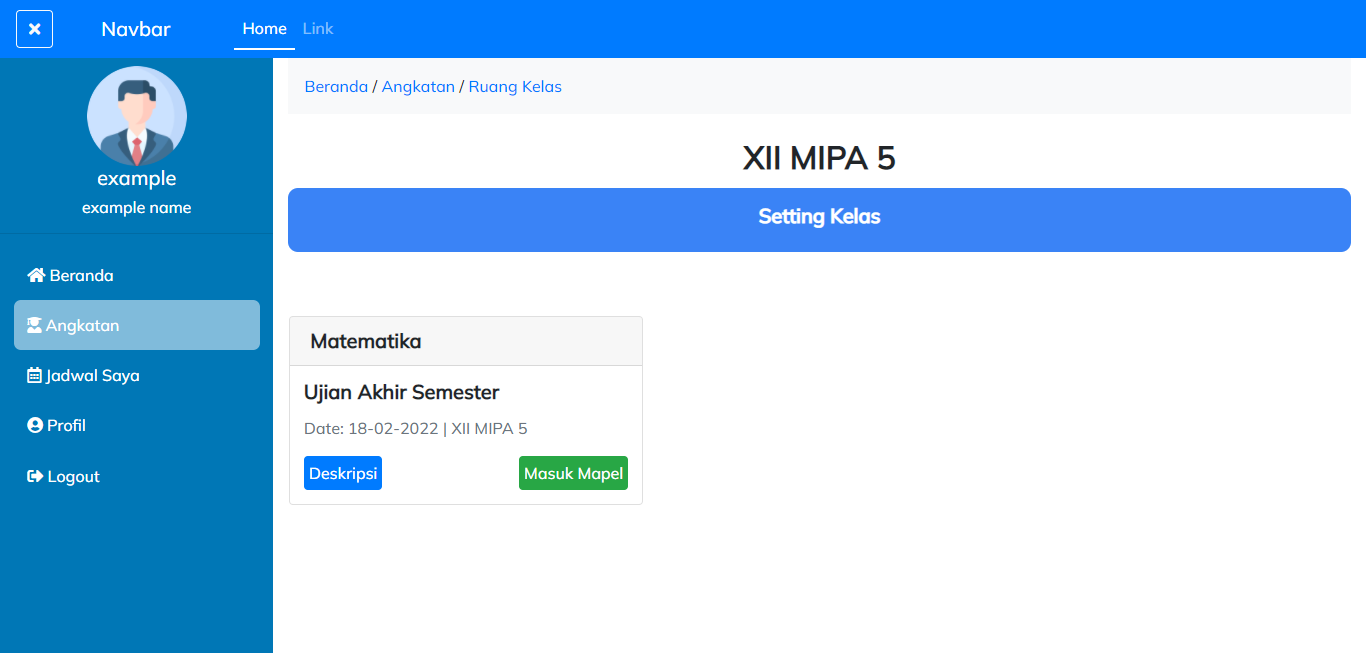 Navbar Home Link
example
example name
Beranda
Angkatan
Jadwal Saya
Profil
Logout
Beranda / Angkatan / Ruang Kelas
XII MIPA 5
Setting Kelas
Matematika
Ujian Akhir Semester
Date: 18-02-2022 | XII MIPA 5
Deskripsi Masuk Mapel